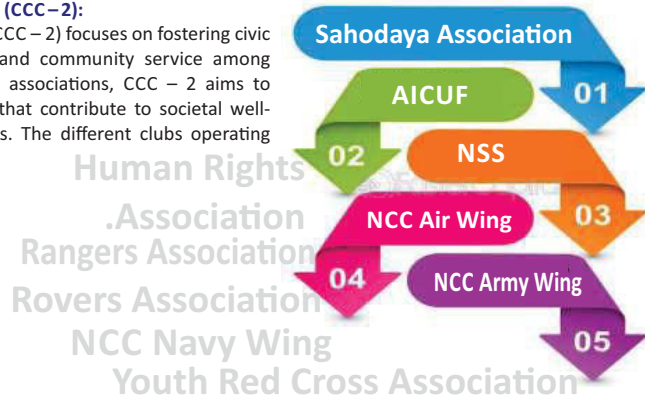 (CCC – 2):
CCC – 2) focuses on fostering civic
and community service among
associations, CCC – 2 aims to
that contribute to societal well-
s. The different clubs operating
Sahodaya Association
01
AICUF
02
NSS
03
NCC Air Wing
04
NCC Army Wing
05
Human Rights
.Association
Rangers Association
Rovers Association
NCC Navy Wing
Youth Red Cross Association